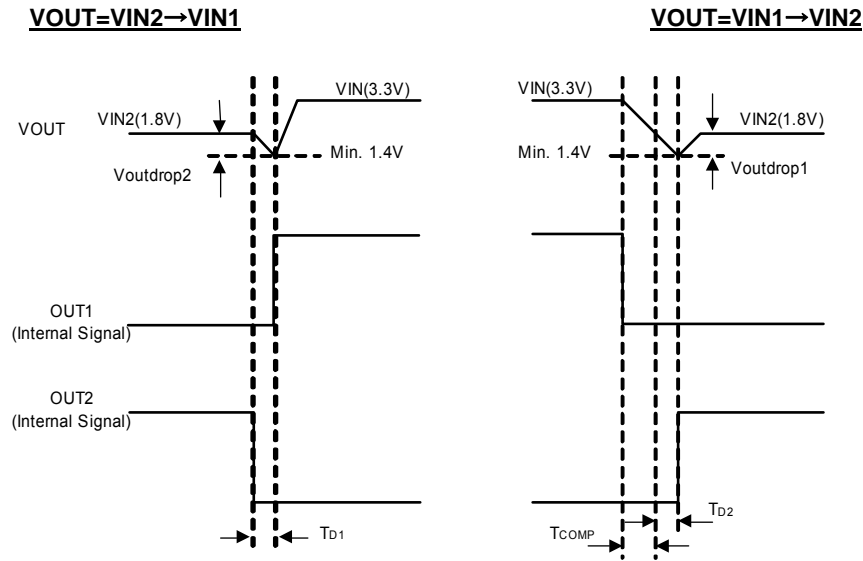 VOUT=VIN2→VIN1
VOUT=VIN1→VIN2
VOUT
VIN2(1.8V)
VIN(3.3V)
Min. 1.4V
Voutdrop2
VIN(3.3V)
VIN2(1.8V)
Min. 1.4V
Voutdrop1
OUT1
(Internal Signal)
OUT2
(Internal Signal)
TD1
TCOMP
TD2